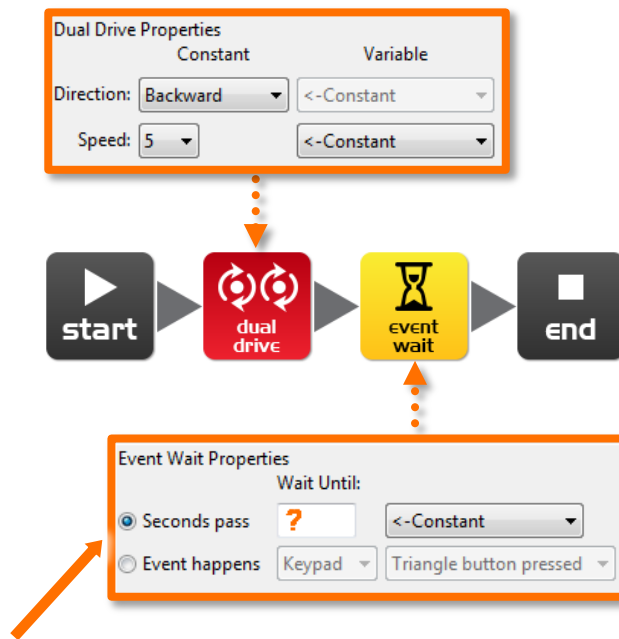 Dual Drive Properties
Constant Variable
Direction: Backward <-Constant
Speed: 5 <-Constant
start dual drive event wait end
Event Wait Properties
Wait Until:
Seconds pass ? <-Constant
Event happens Keypad Triangle button pressed